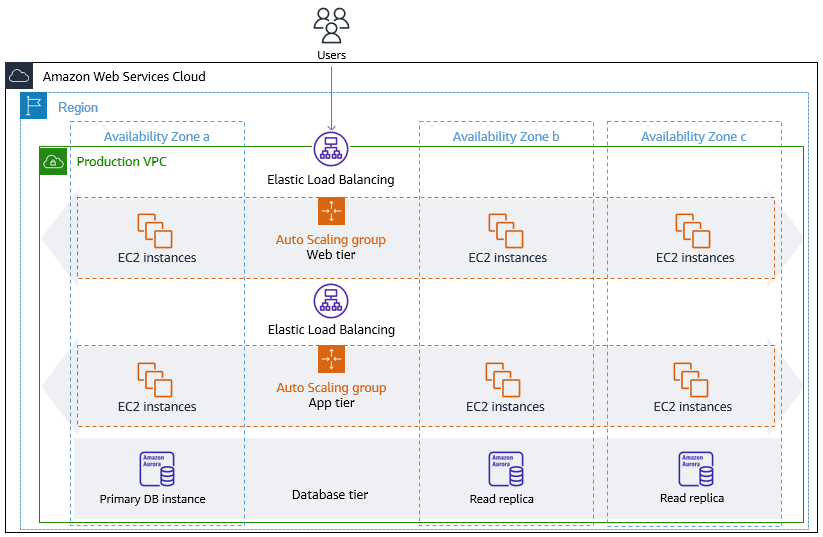 Users
Amazon Web Services Cloud
Region
Availability Zone a
Availability Zone b
Availability Zone c
Production VPC
Elastic Load Balancing
Auto Scaling group
Web tier
EC2 instances
EC2 instances
EC2 instances
Elastic Load Balancing
Auto Scaling group
App tier
EC2 instances
EC2 instances
EC2 instances
Amazon
Aurora
Primary DB instance
Database tier
Amazon
Aurora
Read replica
Amazon
Aurora
Read replica